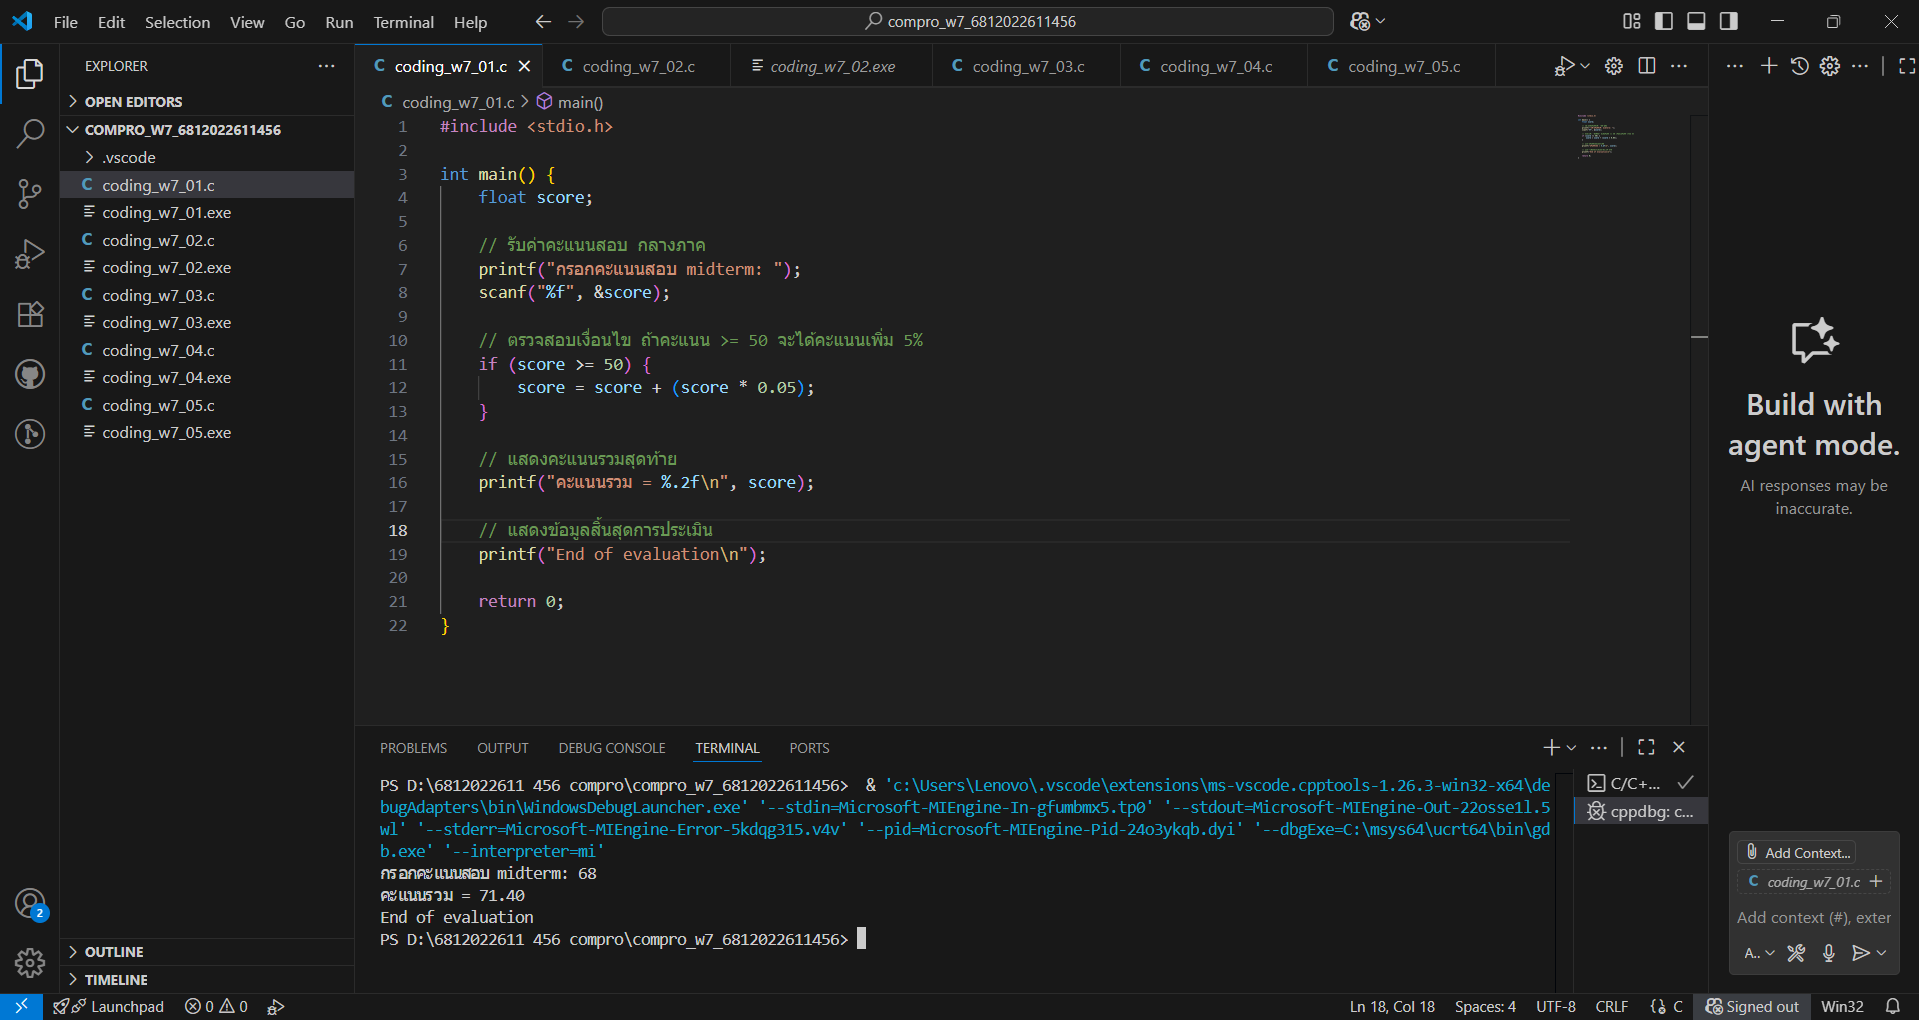 File Edit Selection View Go Run Terminal Help
compro_w7_6812022611456
EXPLORER
OPEN EDITORS
COMPRO_W7_6812022611456
.vscode
C coding_w7_01.c
coding_w7_01.exe
C coding_w7_02.c
coding_w7_02.exe
C coding_w7_03.c
coding_w7_03.exe
C coding_w7_04.c
coding_w7_04.exe
C coding_w7_05.c
coding_w7_05.exe
OUTLINE
TIMELINE
C coding_w7_01.c C coding_w7_02.c coding_w7_02.exe C coding_w7_03.c C coding_w7_04.c C coding_w7_05.c
C coding_w7_01.c > main()
1 #include <stdio.h>
2
3 int main() {
4 float score;
5
6 // รับค่าคะแนนสอบ กลางภาค
7 printf("กรอกคะแนนสอบ midterm: ");
8 scanf("%f", &score);
9
10 // ตรวจสอบเงื่อนไข ถ้าคะแนน >= 50 จะได้คะแนนเพิ่ม 5%
11 if (score >= 50) {
12 score = score + (score * 0.05);
13 }
14
15 // แสดงคะแนนรวมสุดท้าย
16 printf("คะแนนรวม = %.2f\n", score);
17
18 // แสดงข้อมูลสิ้นสุดการประเมิน
19 printf("End of evaluation\n");
20
21 return 0;
22 }
PROBLEMS OUTPUT DEBUG CONSOLE TERMINAL PORTS
PS D:\6812022611 456 compro\compro_w7_6812022611456> & 'c:\Users\Lenovo\.vscode\extensions\ms-vscode.cpptools-1.26.3-win32-x64\de
bugAdapters\bin\WindowsDebugLauncher.exe' '--stdin=Microsoft-MIEngine-In-gfumbmx5.tp0' '--stdout=Microsoft-MIEngine-Out-22osse1l.5
wl' '--stderr=Microsoft-MIEngine-Error-5kdqg315.v4v' '--pid=Microsoft-MIEngine-Pid-24o3ykqb.dyi' '--dbgExe=C:\msys64\ucrt64\bin\gd
b.exe' '--interpreter=mi'
กรอกคะแนนสอบ midterm: 68
คะแนนรวม = 71.40
End of evaluation
PS D:\6812022611 456 compro\compro_w7_6812022611456>
C/C+...
cppdbg: c...
Build with
agent mode.
AI responses may be
inaccurate.
Add Context...
C coding_w7_01.c +
Add context (#), exter
A..
2
Launchpad 0 0 Ln 18, Col 18 Spaces: 4 UTF-8 CRLF {} C Signed out Win32